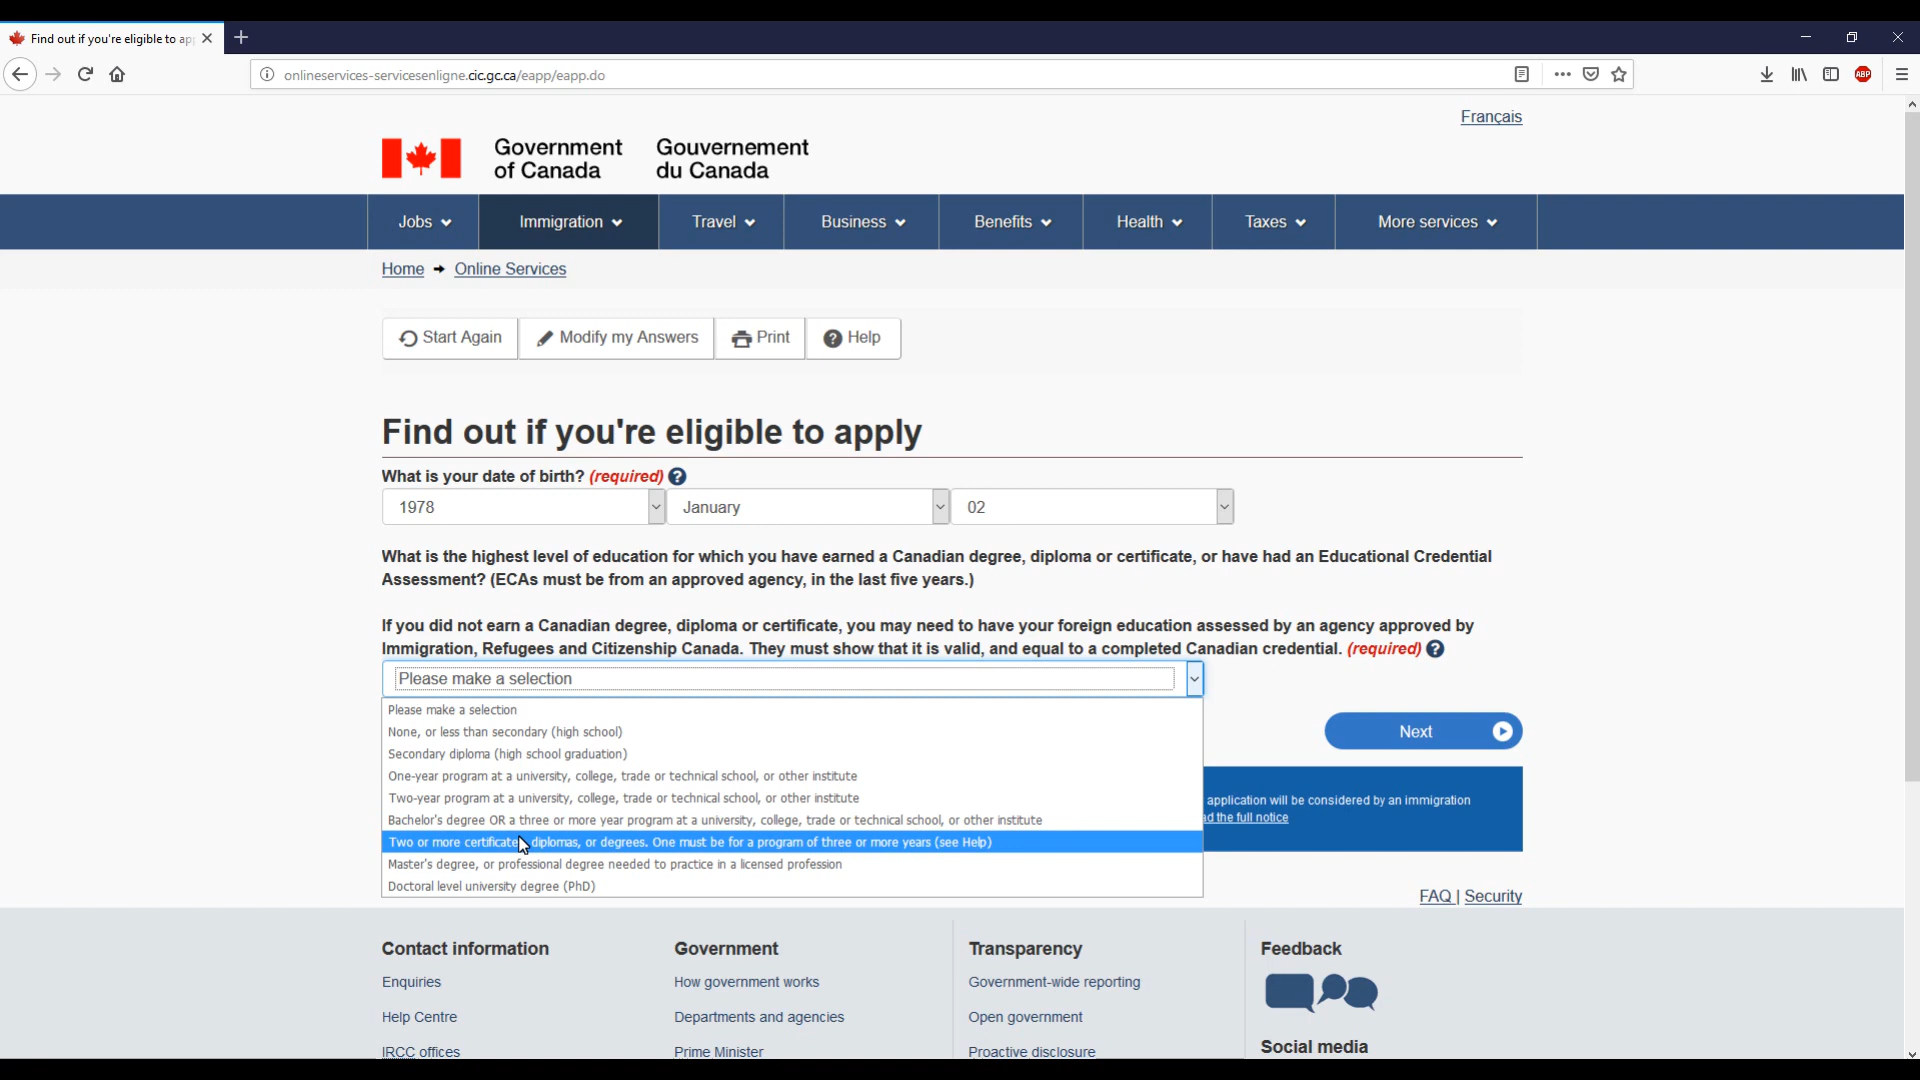 Find out if you're eligible to ap
onlineservices-servicesenligne.cic.gc.ca/eapp/eapp.do
ABP
Français
Government of Canada
Gouvernement du Canada
Jobs Immigration Travel Business Benefits Health Taxes More services
Home Online Services
Start Again Modify my Answers Print Help
Find out if you're eligible to apply
What is your date of birth? (required)
1978 January 02
What is the highest level of education for which you have earned a Canadian degree, diploma or certificate, or have had an Educational Credential
Assessment? (ECAs must be from an approved agency, in the last five years.)
If you did not earn a Canadian degree, diploma or certificate, you may need to have your foreign education assessed by an agency approved by
Immigration, Refugees and Citizenship Canada. They must show that it is valid, and equal to a completed Canadian credential. (required)
Please make a selection
Please make a selection
None, or less than secondary (high school)
Secondary diploma (high school graduation)
One-year program at a university, college, trade or technical school, or other institute
Two-year program at a university, college, trade or technical school, or other institute
Bachelor's degree OR a three or more year program at a university, college, trade or technical school, or other institute
Two or more certificate diplomas, or degrees. One must be for a program of three or more years (see Help)
Master's degree, or professional degree needed to practice in a licensed profession
Doctoral level university degree (PhD)
Next
application will be considered by an immigration
ad the full notice
FAQ | Security
Contact information
Enquiries
Help Centre
IRCC offices
Government
How government works
Departments and agencies
Prime Minister
Transparency
Government-wide reporting
Open government
Proactive disclosure
Feedback
Social media